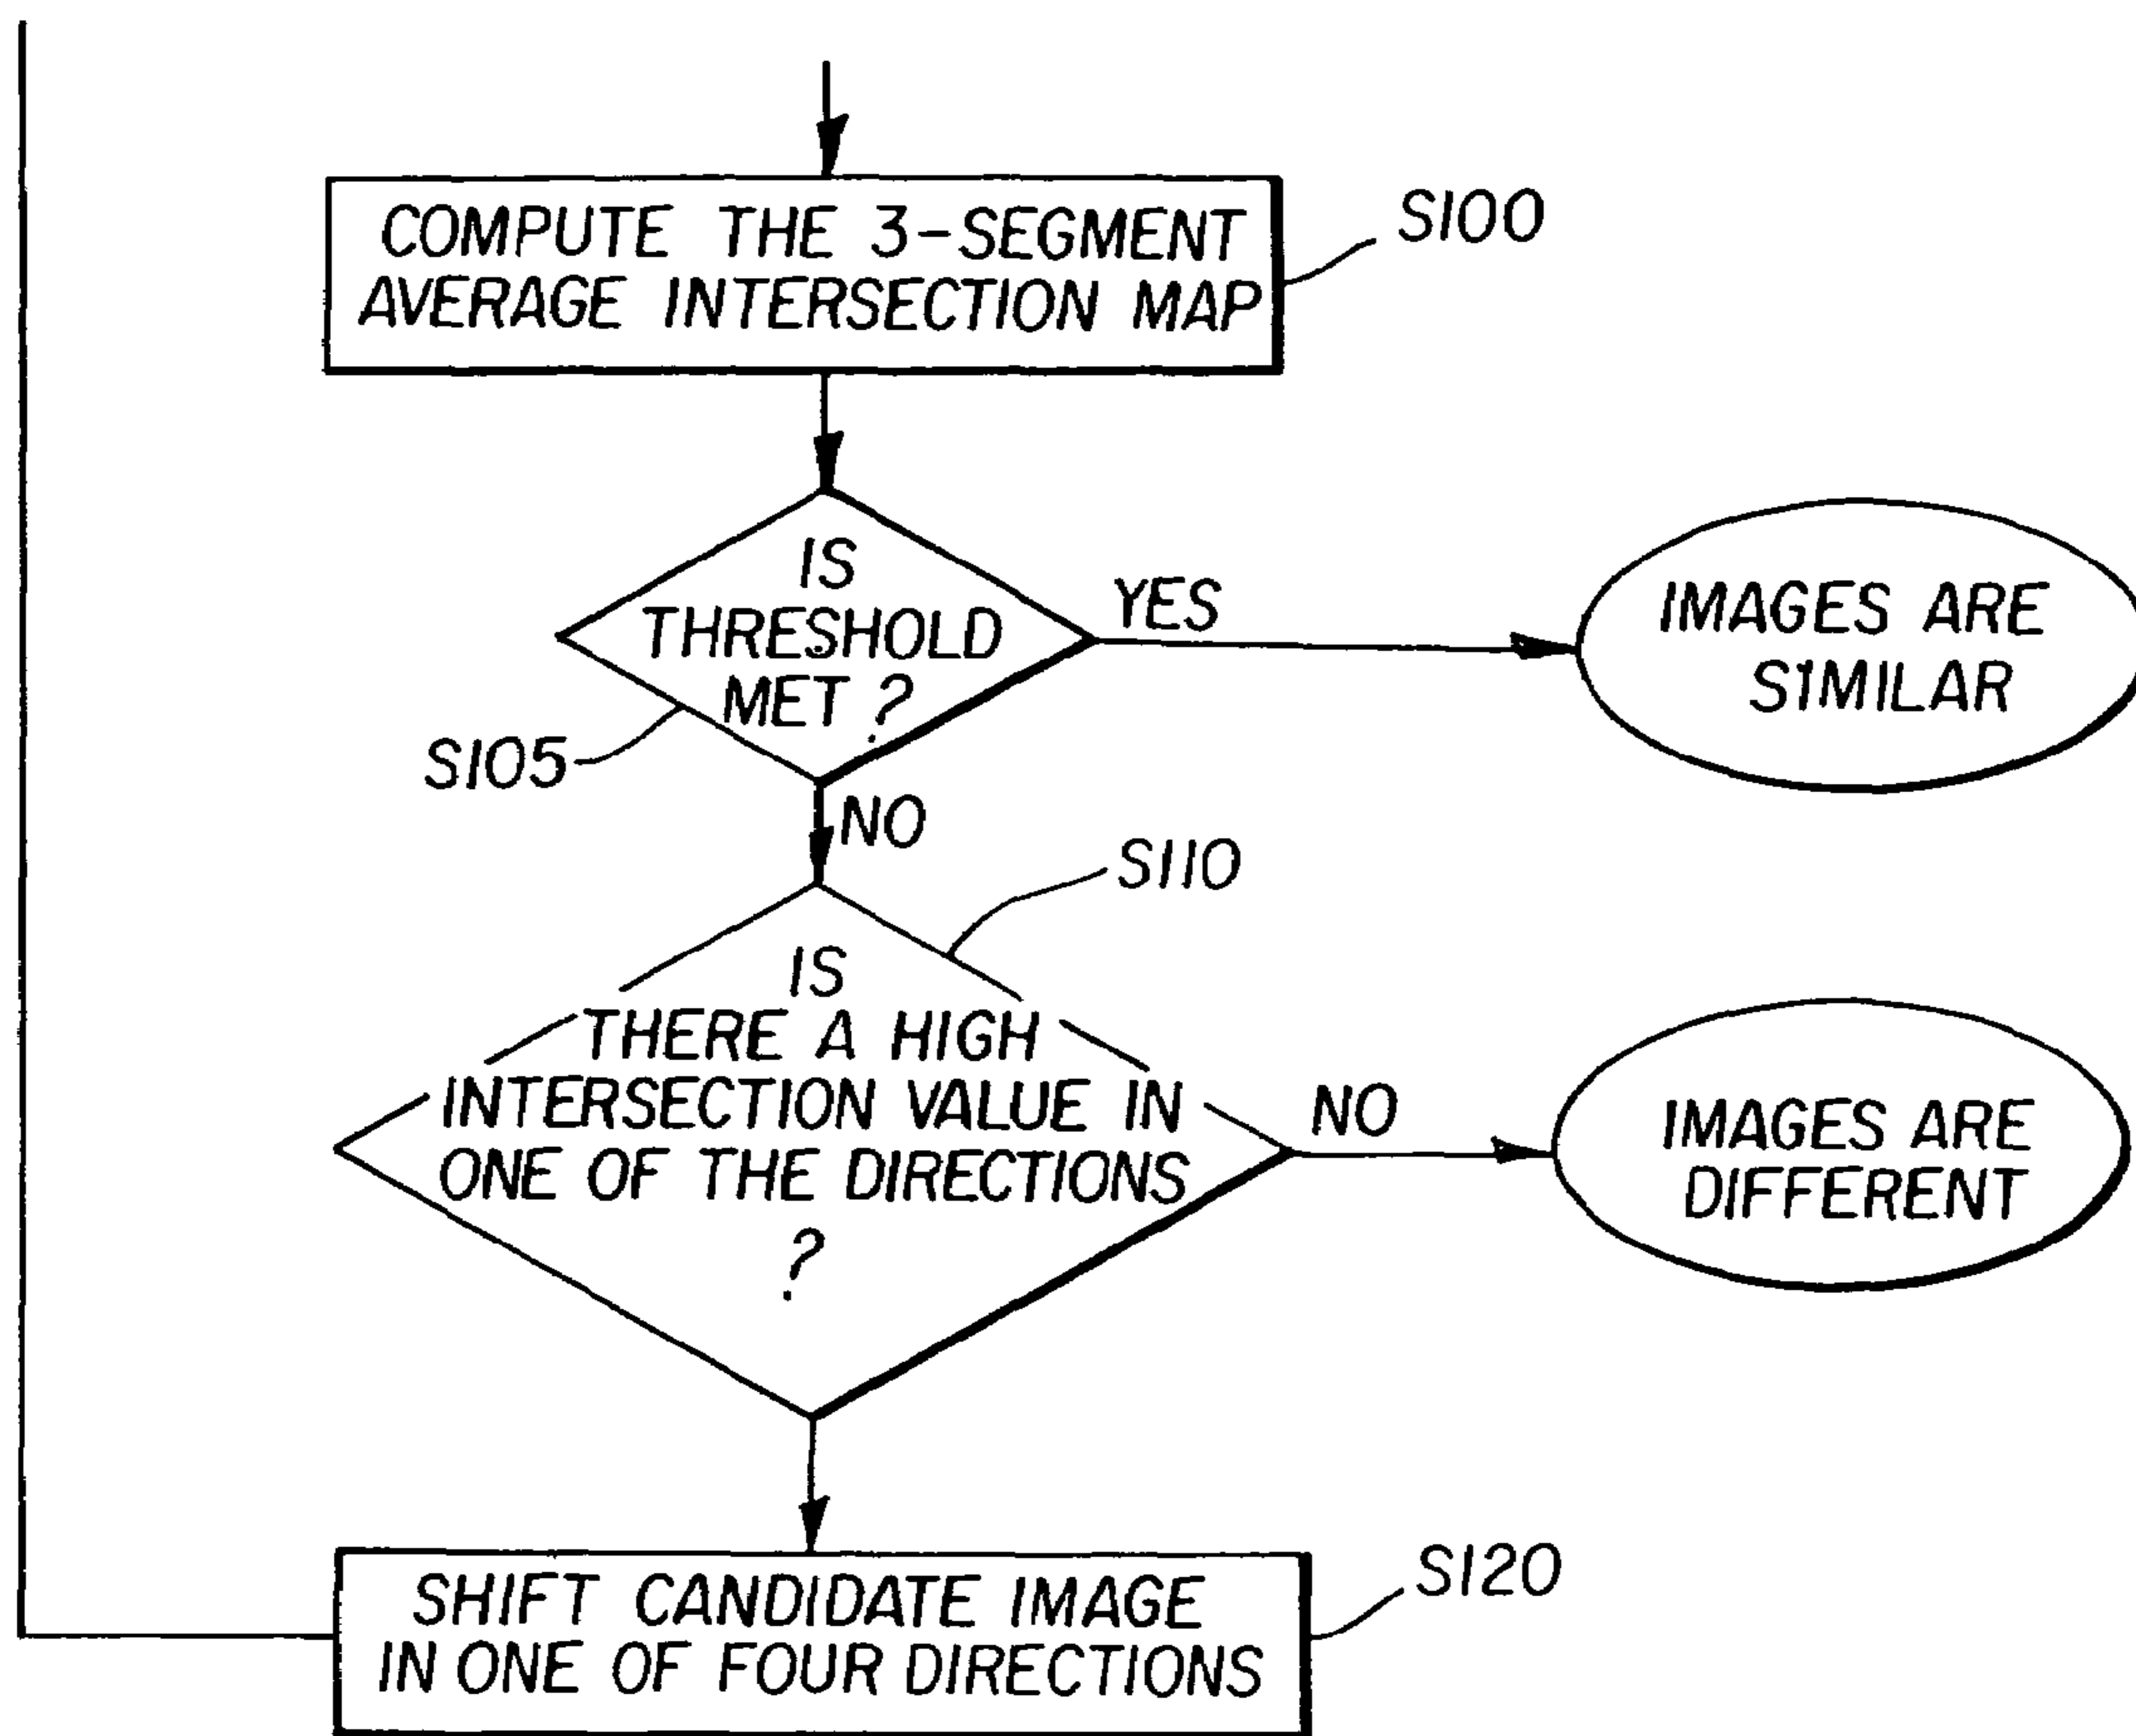 COMPUTE THE 3-SEGMENT
AVERAGE INTERSECTION MAP
S100
IS
THRESHOLD
MET ?
S105
YES
IMAGES ARE
SIMILAR
NO
S110
IS
THERE A HIGH
INTERSECTION VALUE IN
ONE OF THE DIRECTIONS
?
NO
IMAGES ARE
DIFFERENT
SHIFT CANDIDATE IMAGE
IN ONE OF FOUR DIRECTIONS
S120